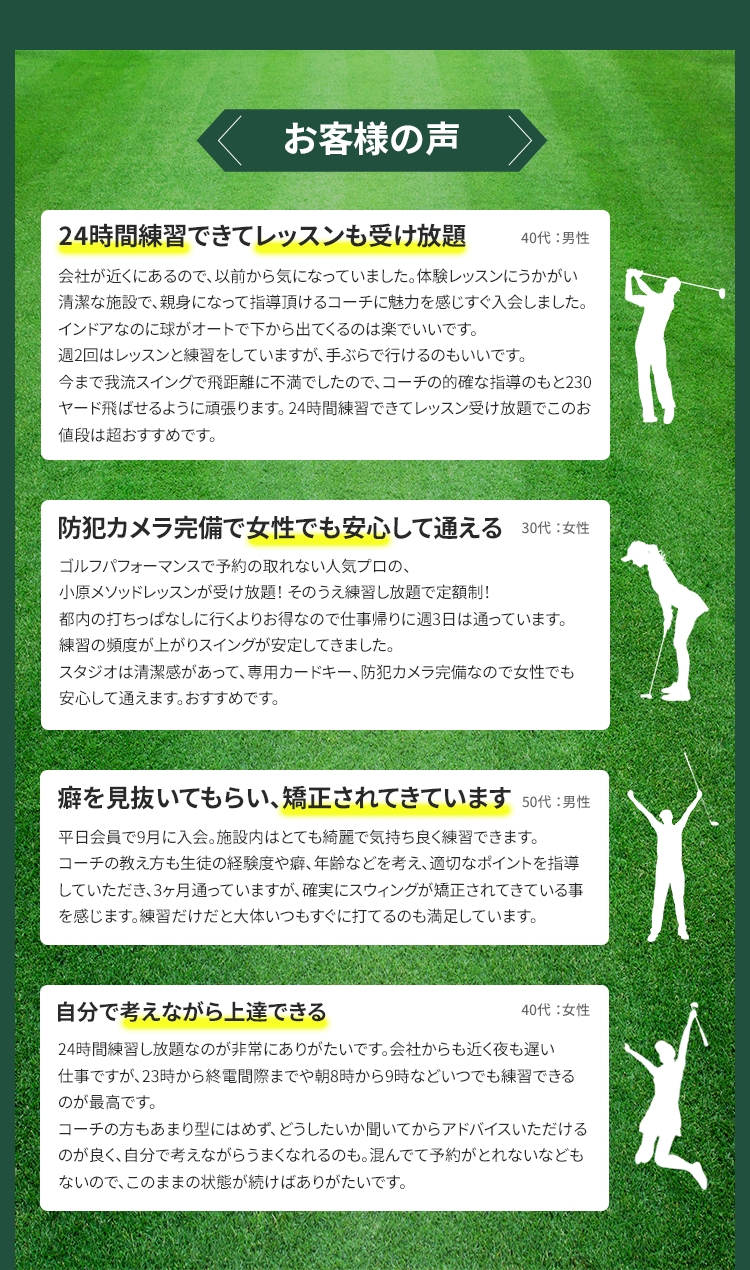 お客様の声
24時間練習できてレッスンも受け放題
40代：男性
会社が近くにあるので、以前から気になっていました。体験レッスンにうかがい
清潔な施設で、親身になって指導頂けるコーチに魅力を感じすぐ入会しました。
インドアなのに球がオートで下から出てくるのは楽でいいです。
週2回はレッスンと練習をしていますが、手ぶらで行けるのもいいです。
今まで我流スイングで飛距離に不満でしたので、コーチの的確な指導のもと230
ヤード飛ばせるように頑張ります。24時間練習できてレッスン受け放題でこのお
値段は超おすすめです。
防犯カメラ完備で女性でも安心して通える
30代：女性
ゴルフパフォーマンスで予約の取れない人気プロの、
小原メソッドレッスンが受け放題！そのうえ練習し放題で定額制！
都内の打ちっぱなしに行くよりお得なので仕事帰りに週3日は通っています。
練習の頻度が上がりスイングが安定してきました。
スタジオは清潔感があって、専用カードキー、防犯カメラ完備なので女性でも
安心して通えます。おすすめです。
癖を見抜いてもらい、矯正されてきています
50代：男性
平日会員で9月に入会。施設内はとても綺麗で気持ち良く練習できます。
コーチの教え方も生徒の経験度や癖、年齢などを考え、適切なポイントを指導
していただき、3ヶ月通っていますが、確実にスウィングが矯正されてきている事
を感じます。練習だけだと大体いつもすぐに打てるのも満足しています。
自分で考えながら上達できる
40代：女性
24時間練習し放題なのが非常にありがたいです。会社からも近く夜も遅い
仕事ですが、23時から終電間際までや朝8時から9時などいつでも練習できる
のが最高です。
コーチの方もあまり型にはめず、どうしたいか聞いてからアドバイスいただける
のが良く、自分で考えながらうまくなれるのも。混んでて予約がとれないなども
ないので、このままの状態が続けばありがたいです。